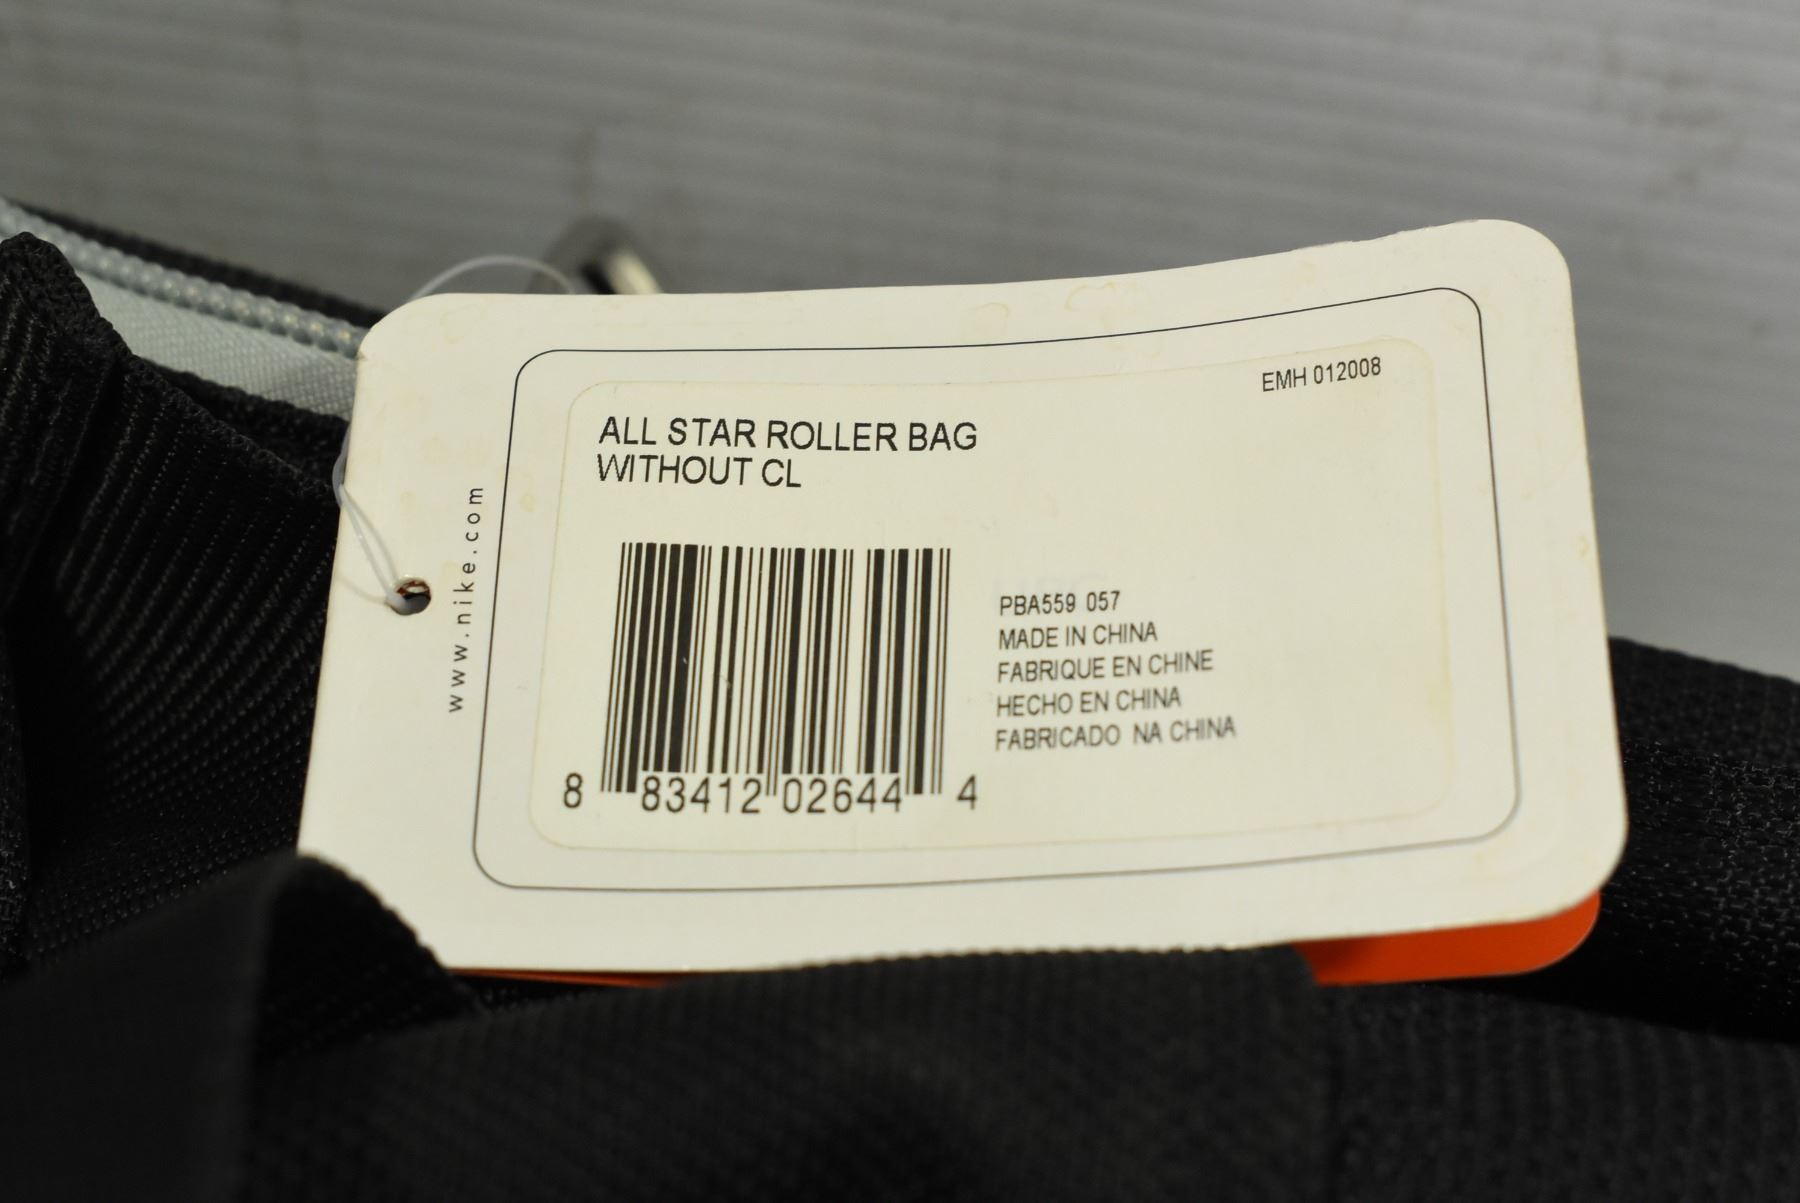 EMH 012008
ALL STAR ROLLER BAG
WITHOUT CL
www.nike.com
PBA559 057
MADE IN CHINA
FABRIQUE EN CHINE
HECHO EN CHINA
FABRICADO NA CHINA
8 83412 02644 4